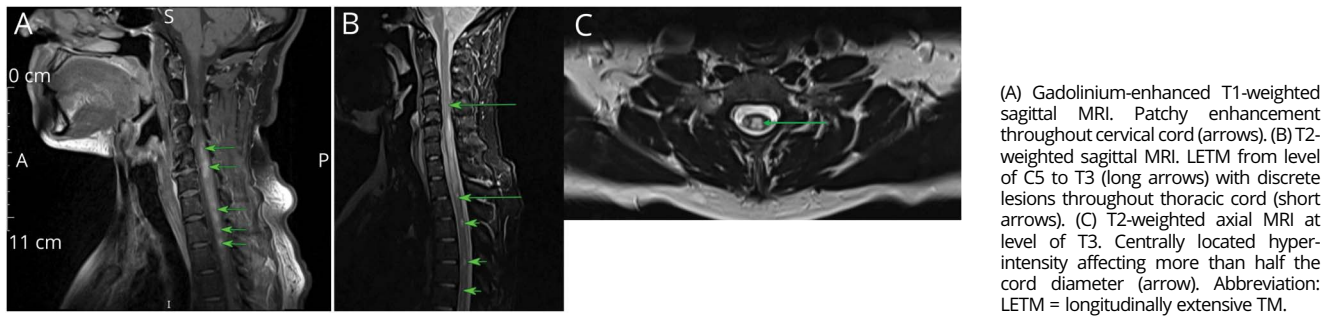 A
S
0 cm
A
P
11 cm
I
B
C
(A) Gadolinium-enhanced T1-weighted
sagittal MRI. Patchy enhancement
throughout cervical cord (arrows). (B) T2-
weighted sagittal MRI. LETM from level
of C5 to T3 (long arrows) with discrete
lesions throughout thoracic cord (short
arrows). (C) T2-weighted axial MRI at
level of T3. Centrally located hyper-
intensity affecting more than half the
cord diameter (arrow). Abbreviation:
LETM = longitudinally extensive TM.